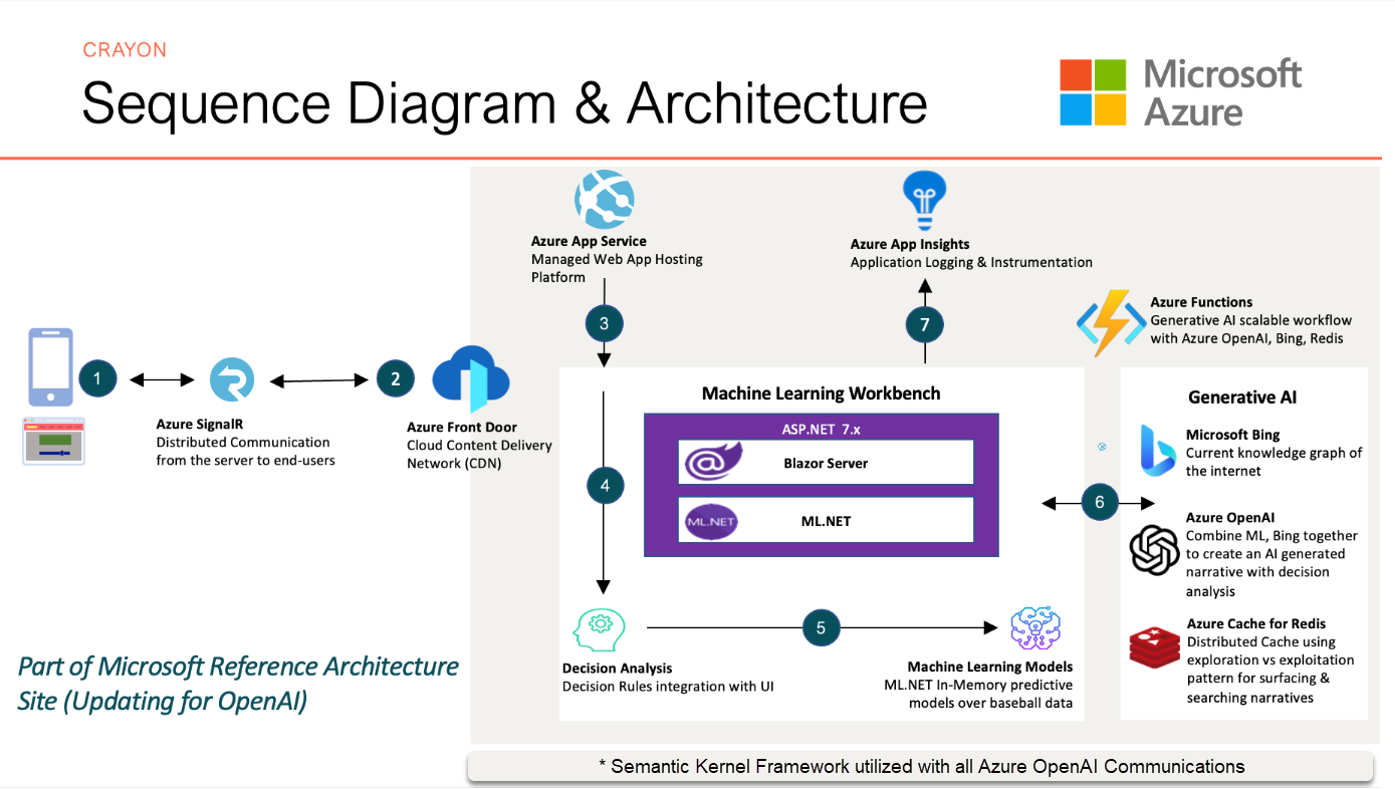 CRAYON
Sequence Diagram & Architecture
Microsoft
Azure
Azure App Service
Managed Web App Hosting
Platform
Azure App Insights
Application Logging & Instrumentation
Azure Functions
Generative AI scalable workflow
with Azure OpenAI, Bing, Redis
3
7
1
2
Azure SignalR
Distributed Communication
from the server to end-users
Azure Front Door
Cloud Content Delivery
Network (CDN)
Machine Learning Workbench
ASP.NET 7.x
Blazor Server
ML.NET
ML.NET
4
5
6
Decision Analysis
Decision Rules integration with UI
Machine Learning Models
ML.NET In-Memory predictive
models over baseball data
Generative AI
Microsoft Bing
Current knowledge graph of
the internet
Azure OpenAI
Combine ML, Bing together
to create an AI generated
narrative with decision
analysis
Azure Cache for Redis
Distributed Cache using
exploration vs exploitation
pattern for surfacing &
searching narratives
Part of Microsoft Reference Architecture
Site (Updating for OpenAI)
* Semantic Kernel Framework utilized with all Azure OpenAI Communications